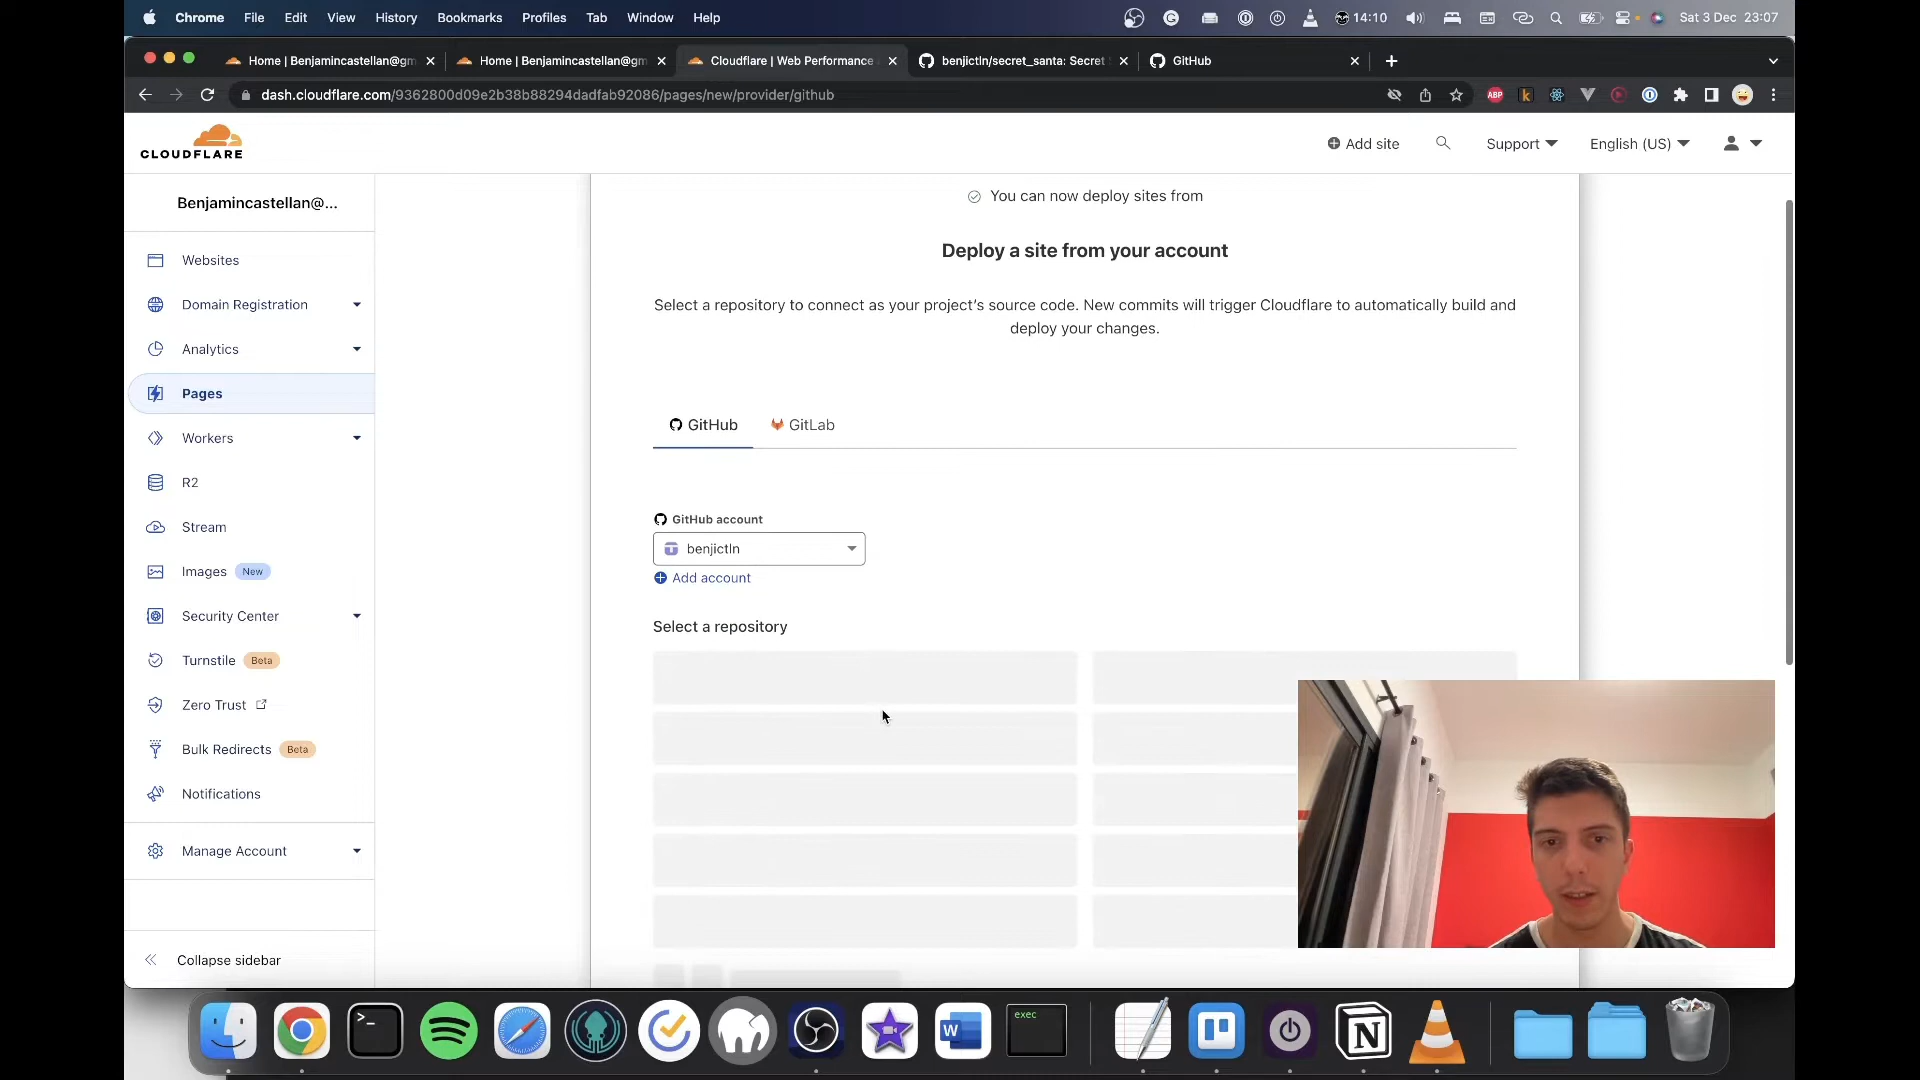 Chrome File Edit View History Bookmarks Profiles Tab Window Help 14:10 Sat 3 Dec 23:07
Home | Benjamincastellan@gm Home | Benjamincastellan@gm Cloudflare | Web Performance benjictln/secret_santa: Secret GitHub
dash.cloudflare.com/9362800d09e2b38b88294dadfab92086/pages/new/provider/github ABP k
CLOUDFLARE Add site Support English (US)
Benjamincastellan@...
Websites
Domain Registration
Analytics
Pages
Workers
R2
Stream
Images New
Security Center
Turnstile Beta
Zero Trust
Bulk Redirects Beta
Notifications
Manage Account
Collapse sidebar
You can now deploy sites from
Deploy a site from your account
Select a repository to connect as your project's source code. New commits will trigger Cloudflare to automatically build and
deploy your changes.
GitHub GitLab
GitHub account
benjictln
Add account
Select a repository
>_ W exec N